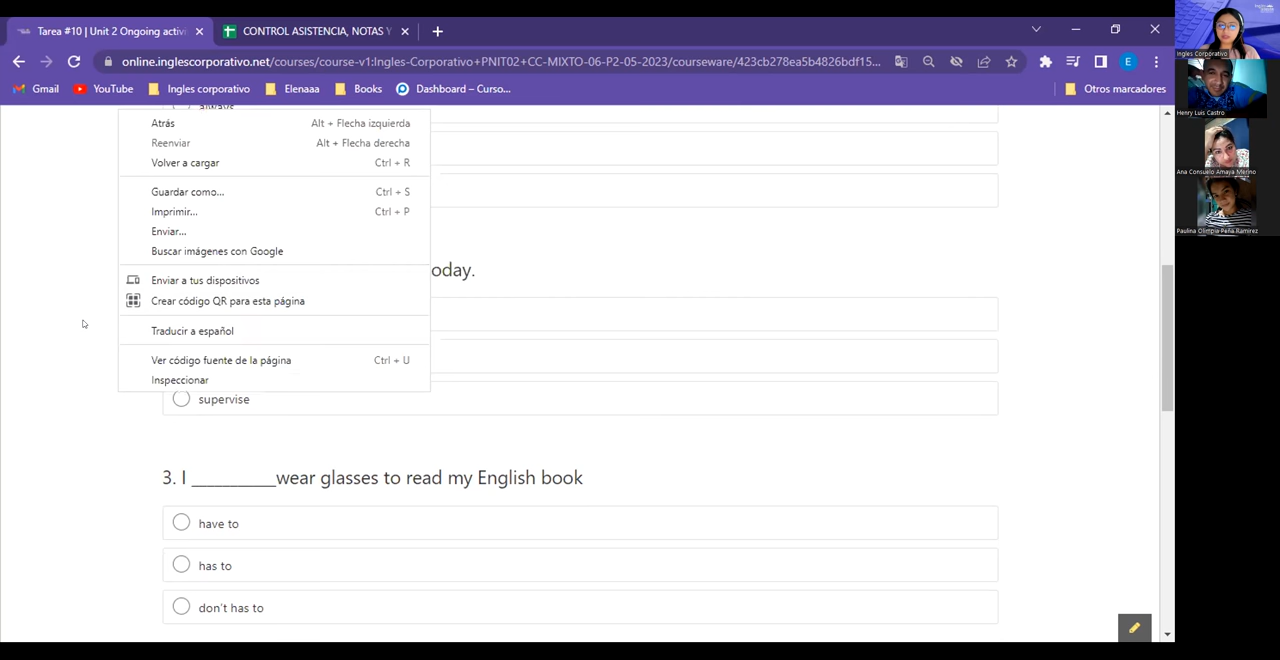 Tarea #10 | Unit 2 Ongoing activi
CONTROL ASISTENCIA, NOTAS Y
online.inglescorporativo.net/courses/course-v1:Ingles-Corporativo+PNIT02+CC-MIXTO-06-P2-05-2023/courseware/423cb278ea5b4826bdf15...
E
Gmail
YouTube
Ingles corporativo
Elenaaa
Books
Dashboard – Curso...
Otros marcadores
always
Atrás Alt + Flecha izquierda
Reenviar Alt + Flecha derecha
Volver a cargar Ctrl + R
Guardar como... Ctrl + S
Imprimir... Ctrl + P
Enviar...
Buscar imágenes con Google
Enviar a tus dispositivos
Crear código QR para esta página
Traducir a español
Ver código fuente de la página Ctrl + U
Inspeccionar
oday.
supervise
3. I __________wear glasses to read my English book
have to
has to
don't has to
Ingles Corporativo
Henry Luis Castro
Ana Consuelo Amaya Merino
Paulina Olimpia Peña Ramirez